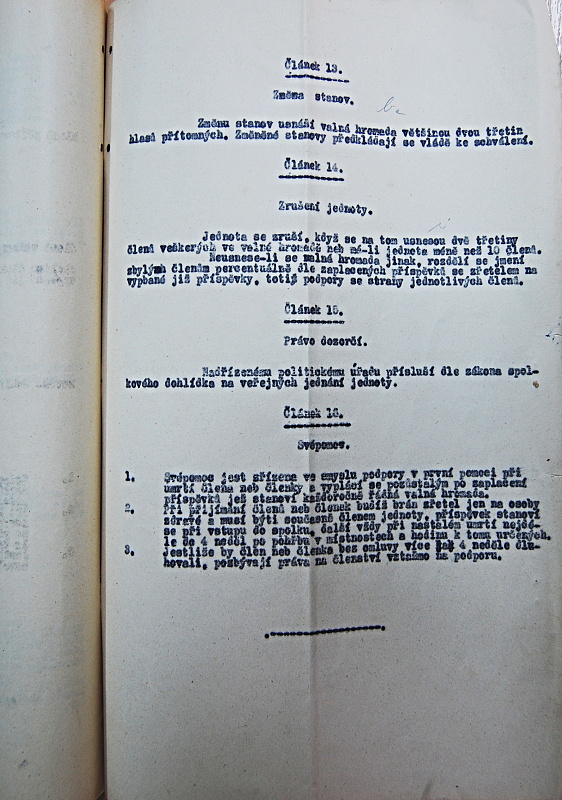 Článek 13.
Změna stanov.
Změnu stanov usnáší valná hromada většinou dvou třetin
hlasů přítomných. Změněné stanovy předkládají se vládě ke schválení.
Článek 14.
Zrušení jednoty.
Jednota se zruší, když se na tom usnesou dvě třetiny
členů veškerých ve valné hromadě neb má-li jednota méně než 10 členů.
Neusnese-li se valná hromada jinak, rozdělí se jmění
zbylým členům percentuálně dle zaplacených příspěvků se zřetelem na
vybrané již příspěvky, totiž podpory se strany jednotlivých členů.
Článek 15.
Právo dozorčí.
Nadřízenému politickému úřadu přísluší dle zákona spol-
kového dohlídka na veřejných jednání jednoty.
Článek 16.
Svépomoc.
1. Svépomoc jest zřízena ve smyslu podpory v první pomoci při
umrtí člena neb členky a vyplácí se pozůstalým po zaplacení
příspěvků jež stanoví každoročně řádná valná hromada.
2. Při přijímání členů neb členek budiž brán zřetel jen na osoby
zdravé a musí býti současně členem jednoty, příspěvek stanoví
se při vstupu do spolku, další vždy při nastalém umrtí nejdé-
le do 4 neděl po pohřbu v místnostech a hodinu k tomu určených.
3. Jestliže by člen neb členka bez omluvy více 4 neděle dlu-
hovali, pozbývají práva na členství vztažmo na podporu.